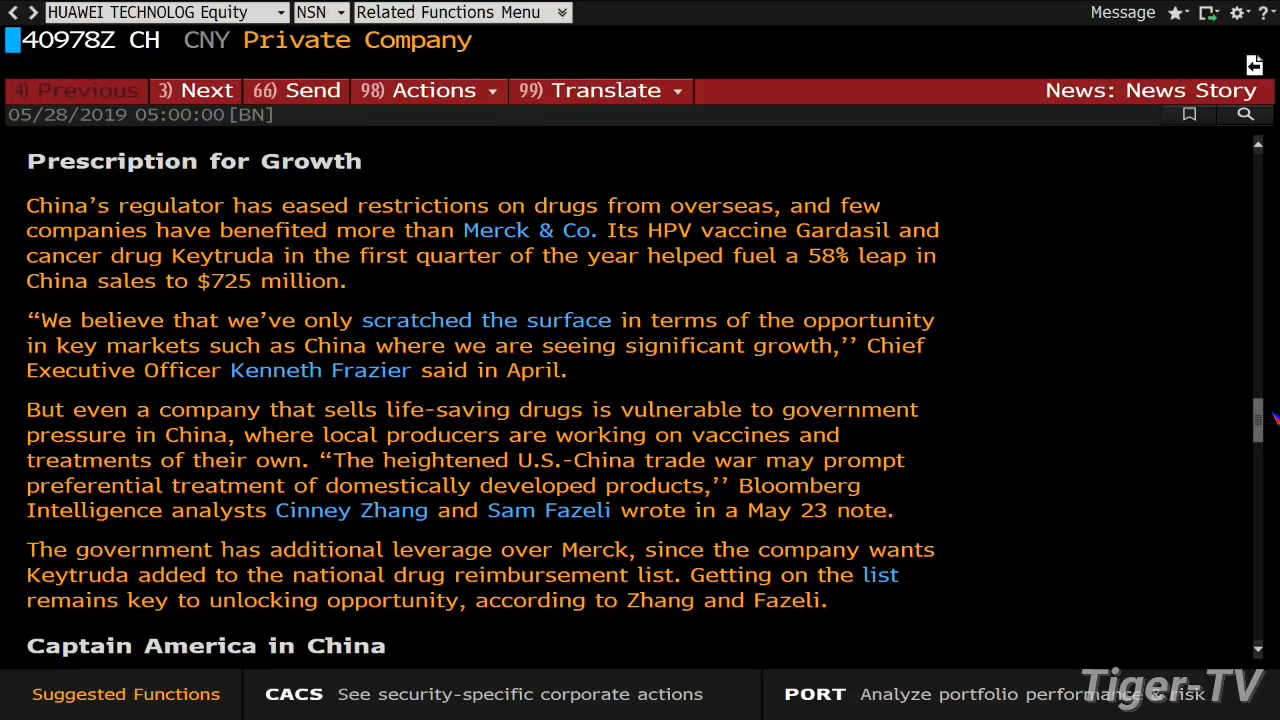 HUAWEI TECHNOLOG Equity NSN Related Functions Menu Message
40978Z CH CNY Private Company
4) Previous 3) Next 66) Send 98) Actions 99) Translate News: News Story
05/28/2019 05:00:00 [BN]
Prescription for Growth
China's regulator has eased restrictions on drugs from overseas, and few
companies have benefited more than Merck & Co. Its HPV vaccine Gardasil and
cancer drug Keytruda in the first quarter of the year helped fuel a 58% leap in
China sales to $725 million.
“We believe that we've only scratched the surface in terms of the opportunity
in key markets such as China where we are seeing significant growth,’’ Chief
Executive Officer Kenneth Frazier said in April.
But even a company that sells life-saving drugs is vulnerable to government
pressure in China, where local producers are working on vaccines and
treatments of their own. “The heightened U.S.-China trade war may prompt
preferential treatment of domestically developed products,’’ Bloomberg
Intelligence analysts Cinney Zhang and Sam Fazeli wrote in a May 23 note.
The government has additional leverage over Merck, since the company wants
Keytruda added to the national drug reimbursement list. Getting on the list
remains key to unlocking opportunity, according to Zhang and Fazeli.
Captain America in China
Suggested Functions CACS See security-specific corporate actions PORT Analyze portfolio performance & risk
Tiger-TV